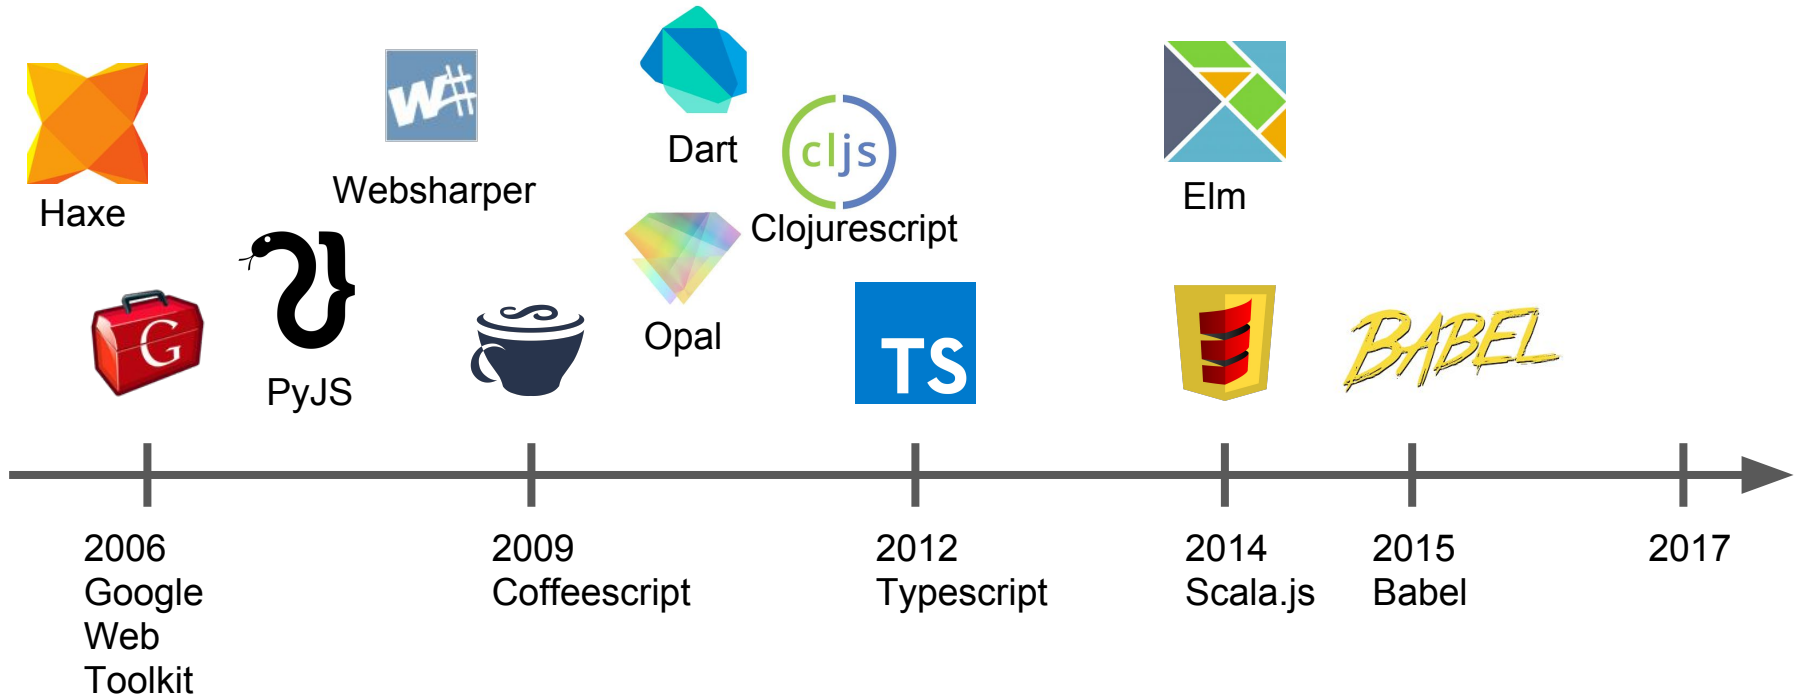 Haxe
W#
Websharper
Dart
cljs
Clojurescript
Elm
G
PyJS
Opal
TS
BABEL
2006
Google
Web
Toolkit
2009
Coffeescript
2012
Typescript
2014
Scala.js
2015
Babel
2017